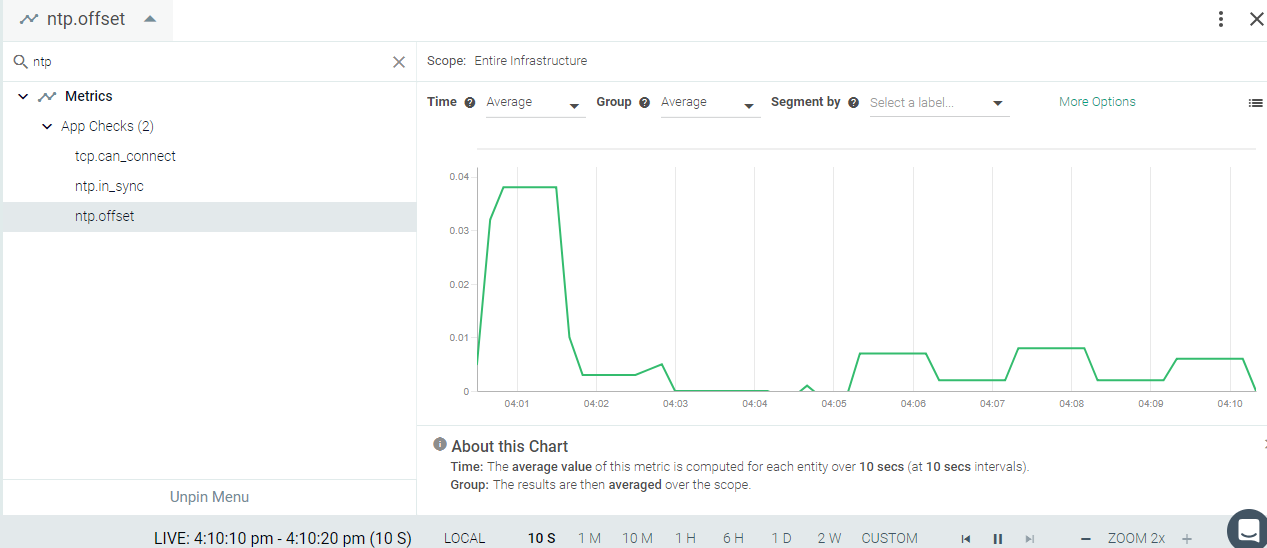 ntp.offset
ntp
Scope: Entire Infrastructure
Metrics
Time Average Group Average Segment by Select a label... More Options
App Checks (2)
tcp.can_connect
ntp.in_sync
ntp.offset
0.04
0.03
0.02
0.01
0
04:01 04:02 04:03 04:04 04:05 04:06 04:07 04:08 04:09 04:10
About this Chart
Time: The average value of this metric is computed for each entity over 10 secs (at 10 secs intervals).
Group: The results are then averaged over the scope.
Unpin Menu
LIVE: 4:10:10 pm - 4:10:20 pm (10 S) LOCAL 10 S 1 M 10 M 1 H 6 H 1 D 2 W CUSTOM ZOOM 2x